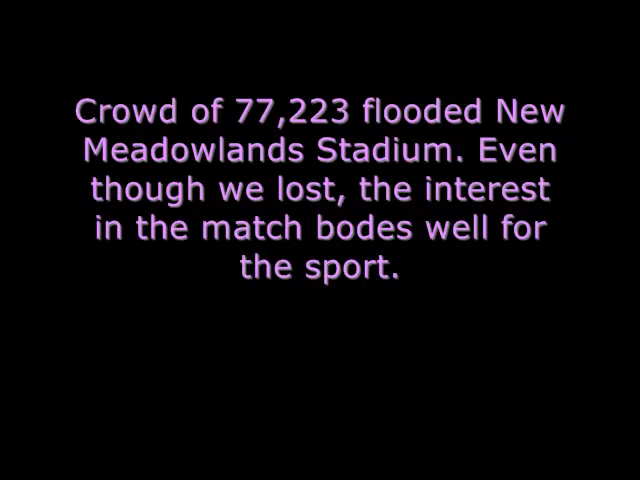 Crowd of 77,223 flooded New
Meadowlands Stadium. Even
though we lost, the interest
in the match bodes well for
the sport.